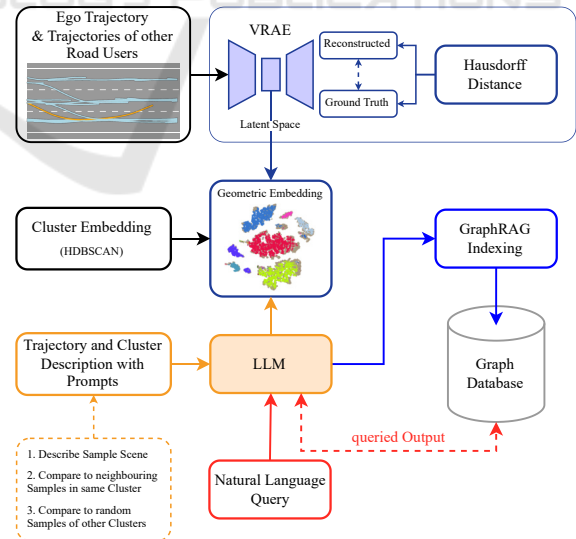 Ego Trajectory
& Trajectories of other
Road Users
VRAE
Reconstructed
Ground Truth
Hausdorff
Distance
Latent Space
Geometric Embedding
Cluster Embedding
(HDBSCAN)
GraphRAG
Indexing
Trajectory and Cluster
Description with
Prompts
LLM
Graph
Database
queried Output
1. Describe Sample Scene
2. Compare to neighbouring
Samples in same Cluster
3. Compare to random
Samples of other Clusters
Natural Language
Query